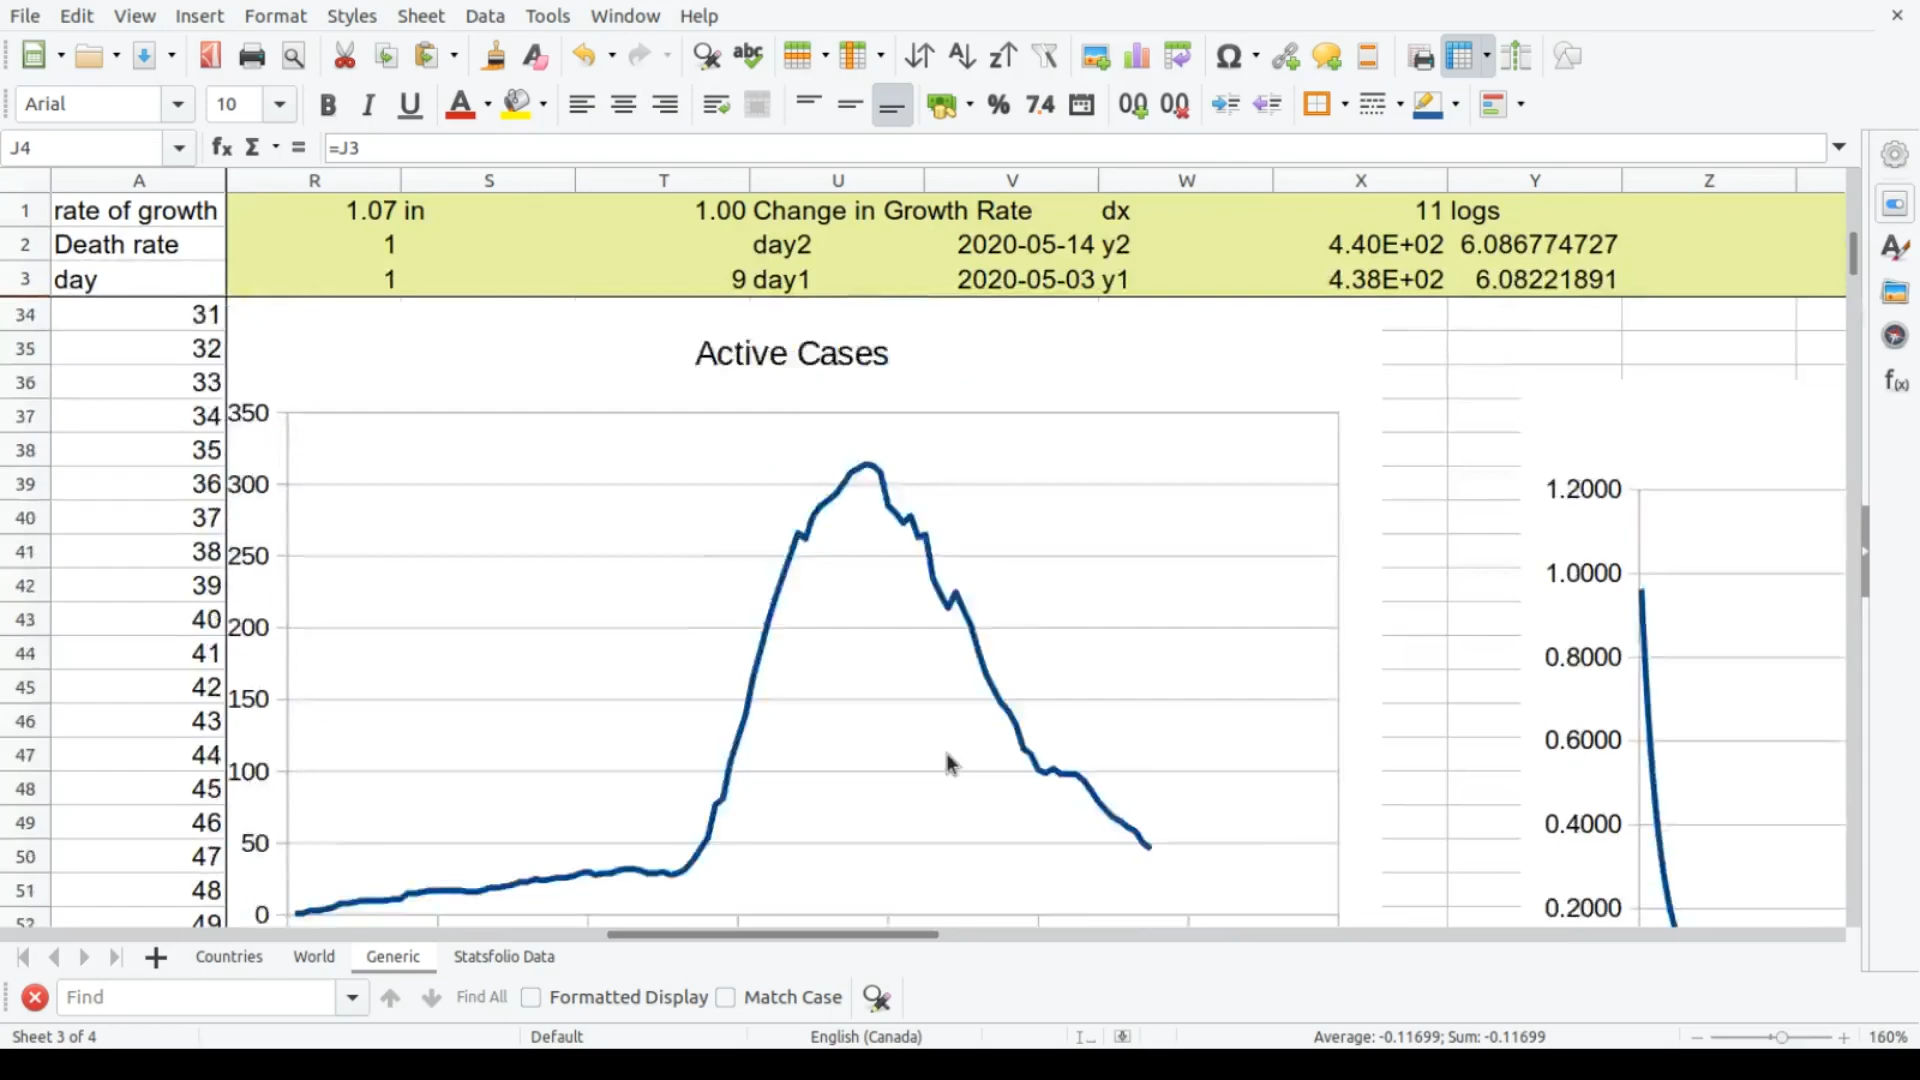 File Edit View Insert Format Styles Sheet Data Tools Window Help
Arial 10
J4 =J3
A R S T U V W X Y Z
1 rate of growth 1.07 in 1.00 Change in Growth Rate dx 11 logs
2 Death rate 1 day2 2020-05-14 y2 4.40E+02 6.086774727
3 day 1 9 day1 2020-05-03 y1 4.38E+02 6.08221891
34 31
35 32
Active Cases
36 33
37 34 350
38 35
39 36 300
1.2000
40 37
41 38 250
1.0000
42 39
43 40 200
44 41
0.8000
45 42 150
46 43
0.6000
47 44 100
48 45
49 46
0.4000
50 47 50
51 48
0.2000
52 49 0
Countries World Generic Statsfolio Data
Find Find All Formatted Display Match Case
Sheet 3 of 4 Default English (Canada) Average: -0.11699; Sum: -0.11699 160%